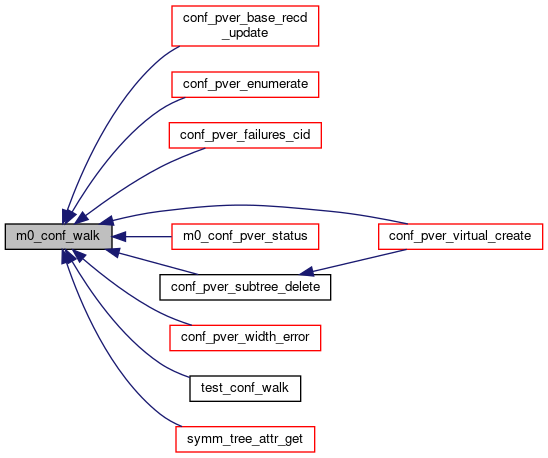 conf_pver_base_recd
_update
conf_pver_enumerate
conf_pver_failures_cid
m0_conf_walk
m0_conf_pver_status
conf_pver_virtual_create
conf_pver_subtree_delete
conf_pver_width_error
test_conf_walk
symm_tree_attr_get